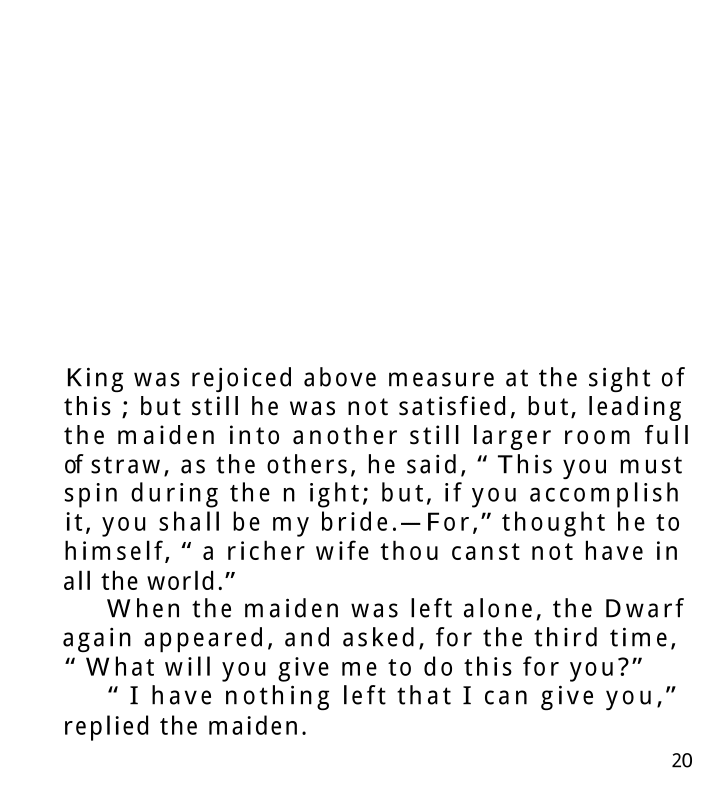 King was rejoiced above measure at the sight of
this ; but still he was not satisfied, but, leading
the maiden into another still larger room full
of straw, as the others, he said, “ This you must
spin during the n ight; but, if you accomplish
it, you shall be my bride.—For,” thought he to
himself, “ a richer wife thou canst not have in
all the world.”
When the maiden was left alone, the Dwarf
again appeared, and asked, for the third time,
“ What will you give me to do this for you?”
“ I have nothing left that I can give you,”
replied the maiden.
20